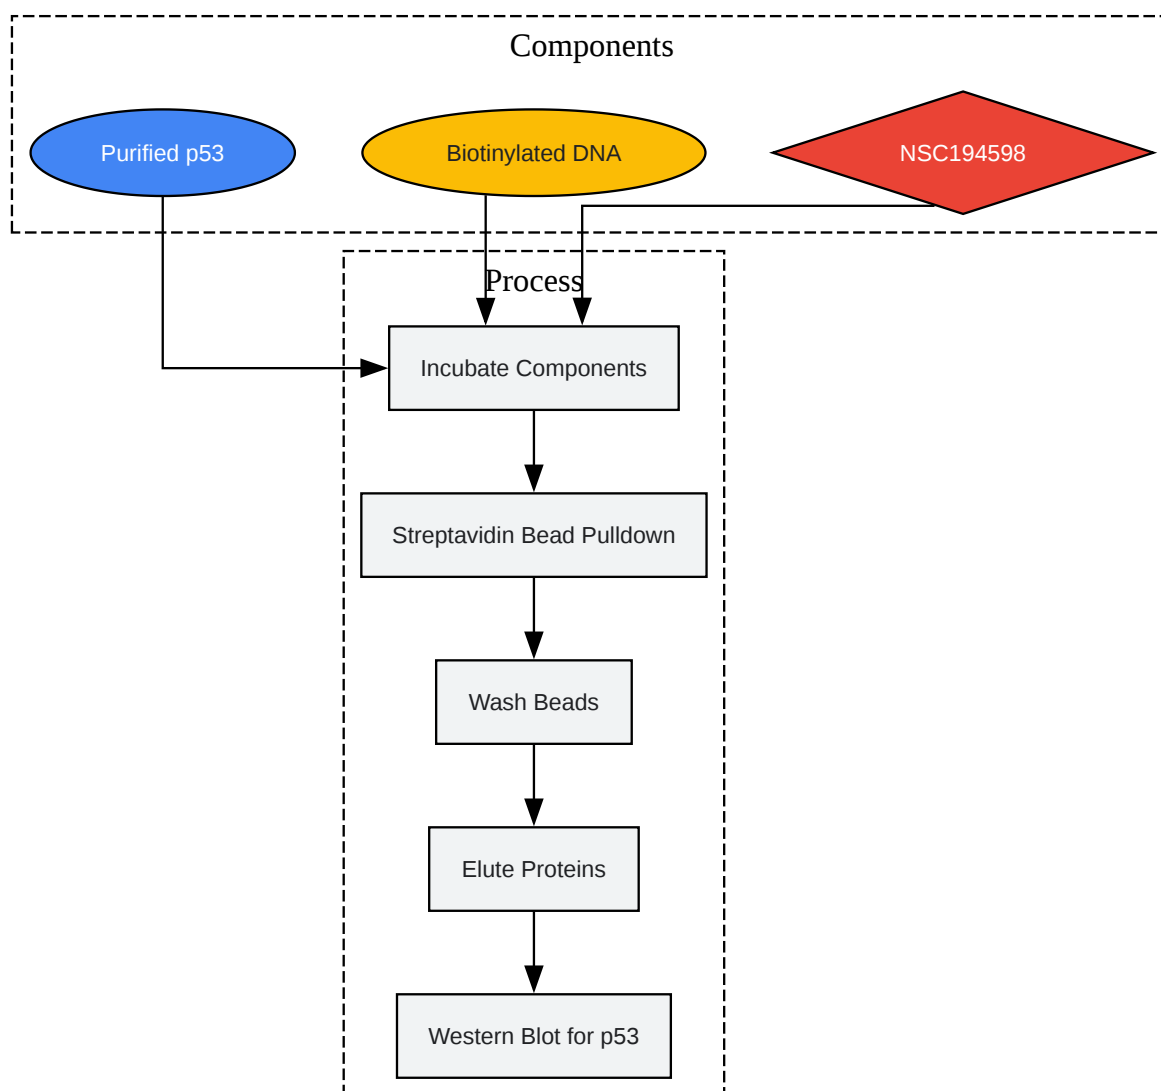 Components
Purified p53
Biotinylated DNA
NSC194598
Process
Incubate Components
Streptavidin Bead Pulldown
Wash Beads
Elute Proteins
Western Blot for p53